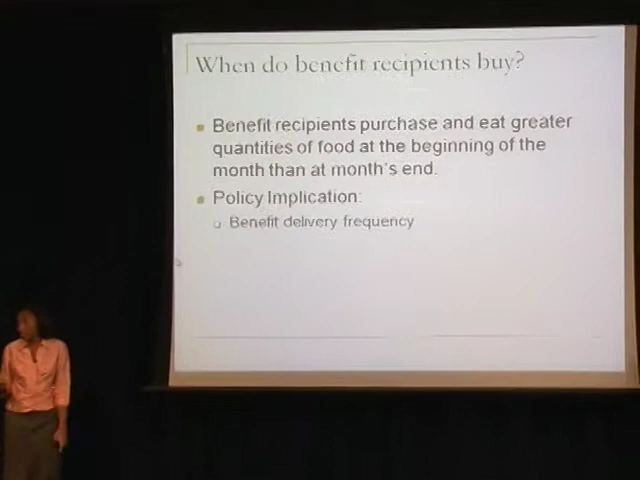 When do benefit recipients buy?
Benefit recipients purchase and eat greater
quantities of food at the beginning of the
month than at month's end.
Policy Implication:
Benefit delivery frequency